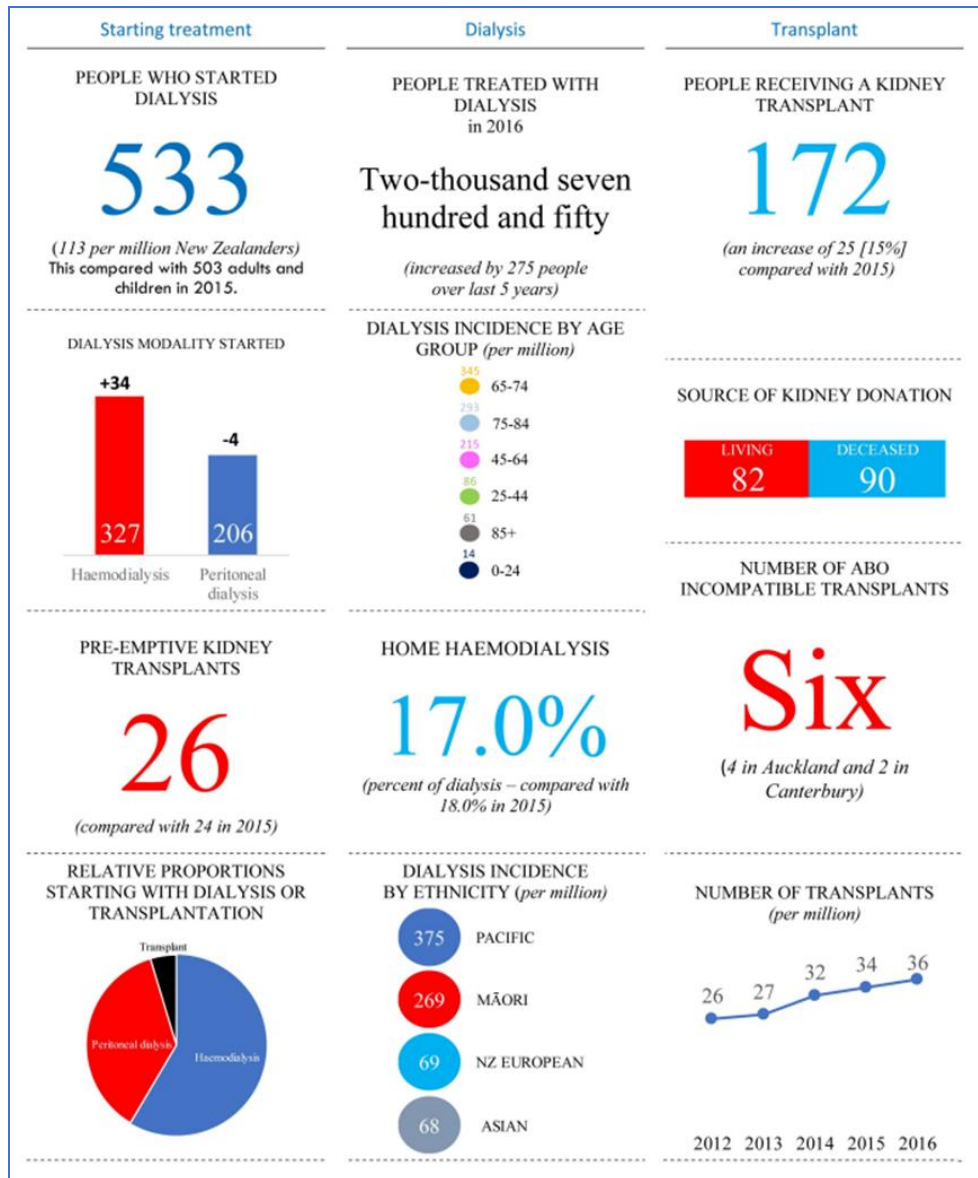 Starting treatment
PEOPLE WHO STARTED
DIALYSIS
533
(113 per million New Zealanders)
This compared with 503 adults and
children in 2015.
DIALYSIS MODALITY STARTED
+34
-4
327
206
Haemodialysis
Peritoneal
dialysis
PRE-EMPTIVE KIDNEY
TRANSPLANTS
26
(compared with 24 in 2015)
RELATIVE PROPORTIONS
STARTING WITH DIALYSIS OR
TRANSPLANTATION
Transplant
Peritoneal dialysis
Haemodialysis
Dialysis
PEOPLE TREATED WITH
DIALYSIS
in 2016
Two-thousand seven
hundred and fifty
(increased by 275 people
over last 5 years)
DIALYSIS INCIDENCE BY AGE
GROUP (per million)
345
65-74
293
75-84
215
45-64
86
25-44
61
85+
14
0-24
HOME HAEMODIALYSIS
17.0%
(percent of dialysis – compared with
18.0% in 2015)
DIALYSIS INCIDENCE
BY ETHNICITY (per million)
375 PACIFIC
269 MĀORI
69 NZ EUROPEAN
68 ASIAN
Transplant
PEOPLE RECEIVING A KIDNEY
TRANSPLANT
172
(an increase of 25 [15%]
compared with 2015)
SOURCE OF KIDNEY DONATION
LIVING DECEASED
82 90
NUMBER OF ABO
INCOMPATIBLE TRANSPLANTS
Six
(4 in Auckland and 2 in
Canterbury)
NUMBER OF TRANSPLANTS
(per million)
26 27 32 34 36
2012 2013 2014 2015 2016